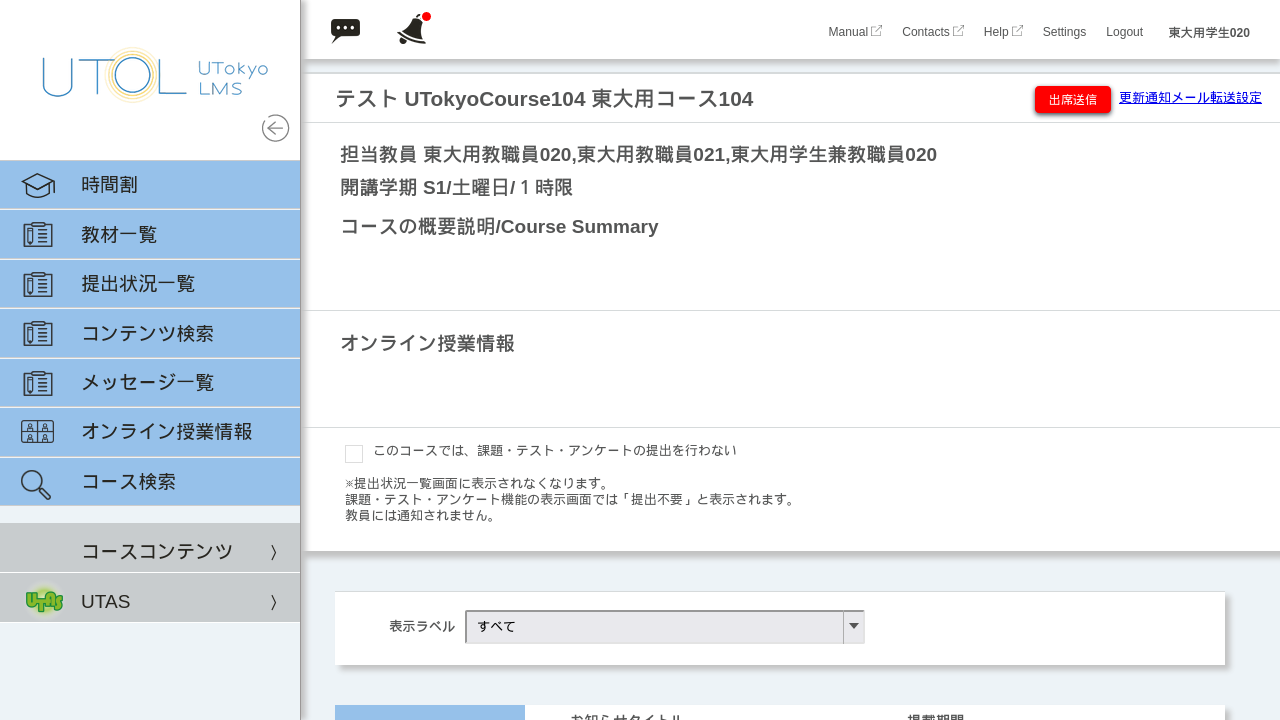 UTOL UTokyo LMS
Manual Contacts Help Settings Logout 東大用学生020
時間割
教材一覧
提出状況一覧
コンテンツ検索
メッセージ一覧
オンライン授業情報
コース検索
コースコンテンツ 〉
UTAS UTAS 〉
テスト UTokyoCourse104 東大用コース104
出席送信 更新通知メール転送設定
担当教員 東大用教職員020,東大用教職員021,東大用学生兼教職員020
開講学期 S1/土曜日/１時限
コースの概要説明/Course Summary
オンライン授業情報
このコースでは、課題・テスト・アンケートの提出を行わない
※提出状況一覧画面に表示されなくなります。
課題・テスト・アンケート機能の表示画面では「提出不要」と表示されます。
教員には通知されません。
表示ラベル すべて
お知らせタイトル 掲載期間